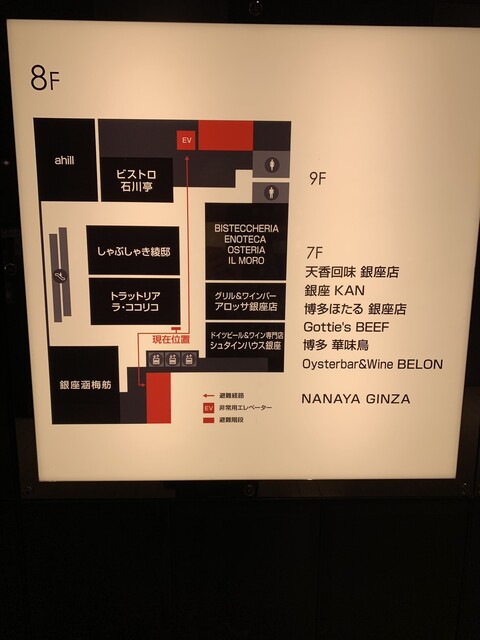 8F
EV
ahill
ビストロ
石川亭
しゃぶしゃき綾邸
トラットリア
ラ・ココリコ
現在位置
銀座涵梅舫
BISTECCHERIA
ENOTECA
OSTERIA
IL MORO
グリル&ワインバー
アロッサ銀座店
ドイツビール&ワイン専門店
シュタインハウス銀座
避難経路
EV 非常用エレベーター
避難階段
9F
7F
天香回味 銀座店
銀座 KAN
博多ほたる 銀座店
Gottie's BEEF
博多 華味鳥
Oysterbar&Wine BELON
NANAYA GINZA